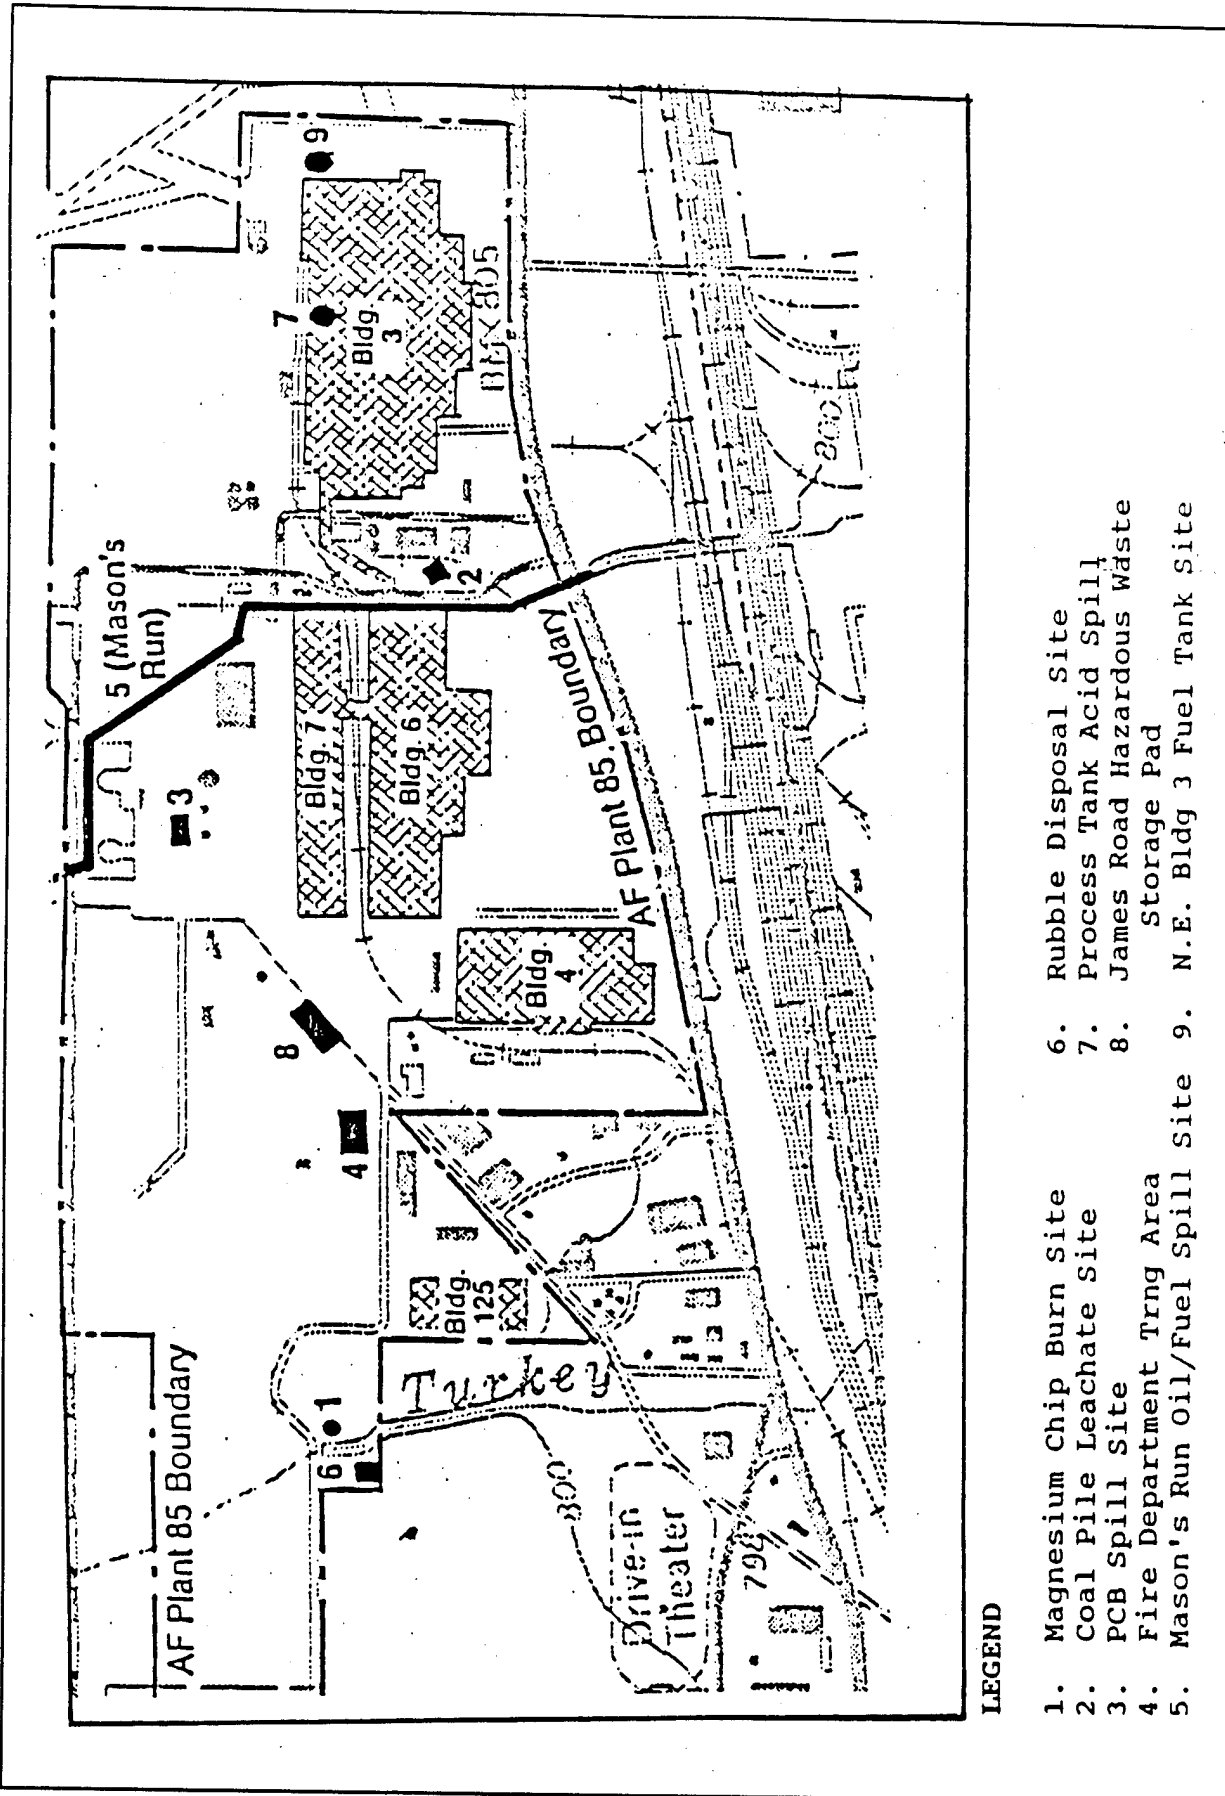 9
7
Bldg.
3
BMX 805
5 (Mason's
Run)
2
3
Bldg. 7
Bldg. 6
AF Plant 85 Boundary
800
8
4
Bldg.
4
Bldg.
125
1
6
Turkey
AF Plant 85 Boundary
800
Drive-in
Theater
798
LEGEND
1. Magnesium Chip Burn Site
2. Coal Pile Leachate Site
3. PCB Spill Site
4. Fire Department Trng Area
5. Mason's Run Oil/Fuel Spill Site
6. Rubble Disposal Site
7. Process Tank Acid Spill
8. James Road Hazardous Waste
Storage Pad
9. N.E. Bldg 3 Fuel Tank Site